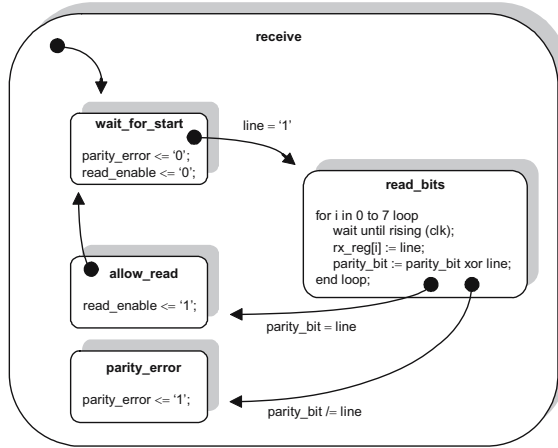 receive
wait_for_start
parity_error <= ‘0’;
read_enable <= ‘0’;
line = ‘1’
read_bits
for i in 0 to 7 loop
wait until rising (clk);
rx_reg[i] := line;
parity_bit := parity_bit xor line;
end loop;
allow_read
read_enable <= ‘1’;
parity_bit = line
parity_error
parity_error <= ‘1’;
parity_bit /= line